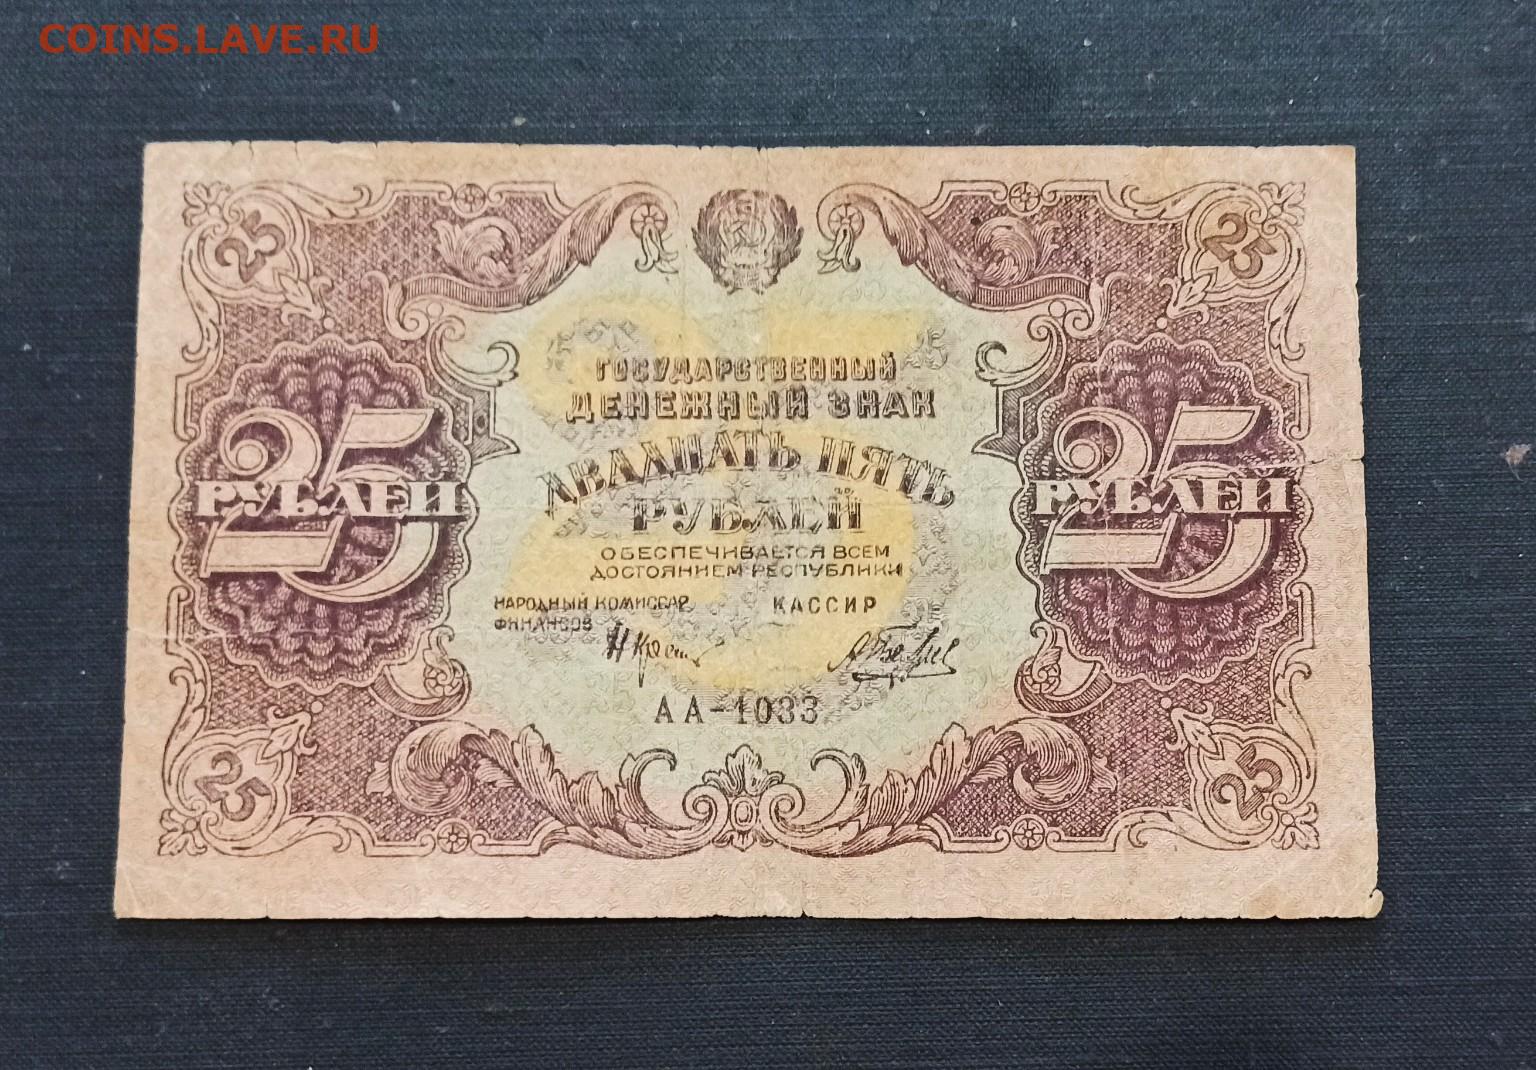 COINS.LAVE.RU
25
25
ГОСУДАРСТВЕННЫЙ
ДЕНЕЖНЫЙ ЗНАК
ДВАДЦАТЬ ПЯТЬ
РУБЛЕЙ
25
РУБЛЕЙ
25
РУБЛЕЙ
25
ОБЕСПЕЧИВАЕТСЯ ВСЕМ
ДОСТОЯНИЕМ РЕСПУБЛИКИ
НАРОДНЫЙ КОМИССАР
ФИНАНСОВ
КАССИР
АА-1033
25
25